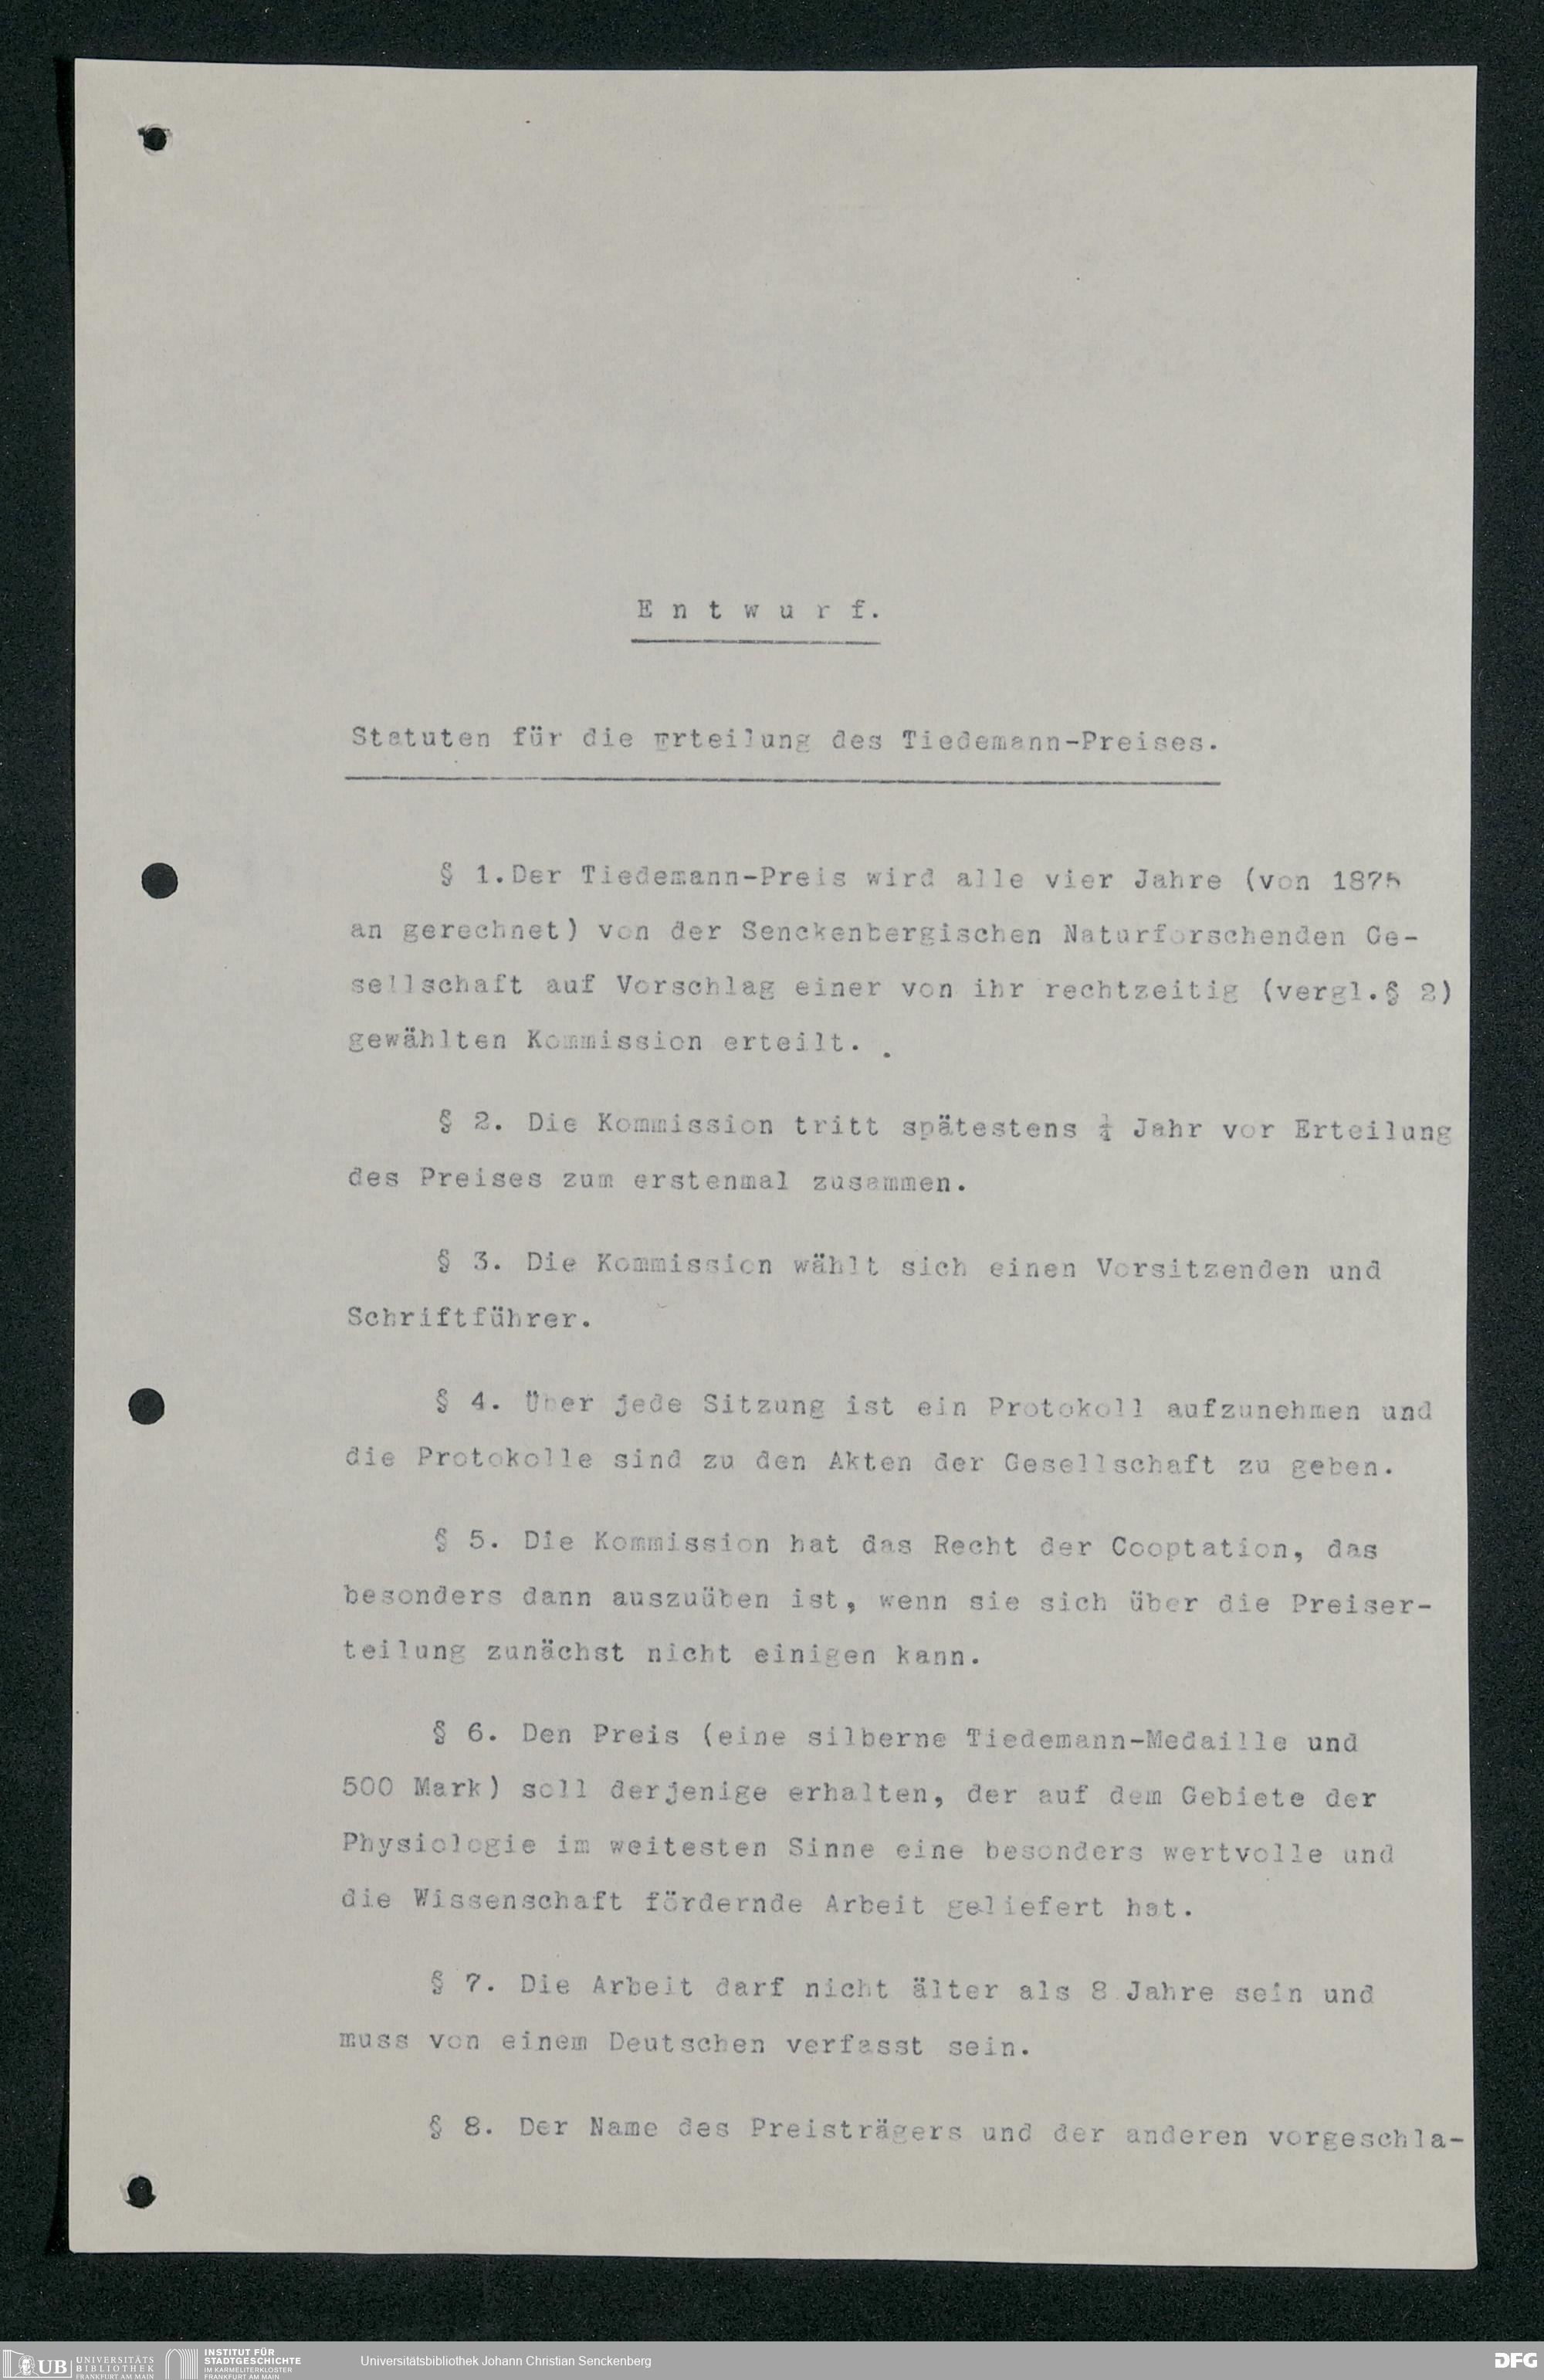 E n t w u r f.
Statuten für die Erteilung des Tiedemann-Preises.
§ 1.Der Tiedemann-Preis wird alle vier Jahre (von 1875
an gerechnet) von der Senckenbergischen Naturforschenden Ge-
sellschaft auf Vorschlag einer von ihr rechtzeitig (vergl.§ 2)
gewählten Kommission erteilt. .
§ 2. Die Kommission tritt spätestens ¼ Jahr vor Erteilung
des Preises zum erstenmal zusammen.
§ 3. Die Kommission wählt sich einen Vorsitzenden und
Schriftführer.
§ 4. Über jede Sitzung ist ein Protokoll aufzunehmen und
die Protokolle sind zu den Akten der Gesellschaft zu geben.
§ 5. Die Kommission hat das Recht der Cooptation, das
besonders dann auszuüben ist, wenn sie sich über die Preiser-
teilung zunächst nicht einigen kann.
§ 6. Den Preis (eine silberne Tiedemann-Medaille und
500 Mark) soll derjenige erhalten, der auf dem Gebiete der
Physiologie im weitesten Sinne eine besonders wertvolle und
die Wissenschaft fördernde Arbeit geliefert hat.
§ 7. Die Arbeit darf nicht älter als 8 Jahre sein und
muss von einem Deutschen verfasst sein.
§ 8. Der Name des Preisträgers und der anderen vorgeschla-
UB UNIVERSITÄTS
BIBLIOTHEK
FRANKFURT AM MAIN
INSTITUT FÜR
STADTGESCHICHTE
IM KARMELITERKLOSTER
FRANKFURT AM MAIN
Universitätsbibliothek Johann Christian Senckenberg
DFG